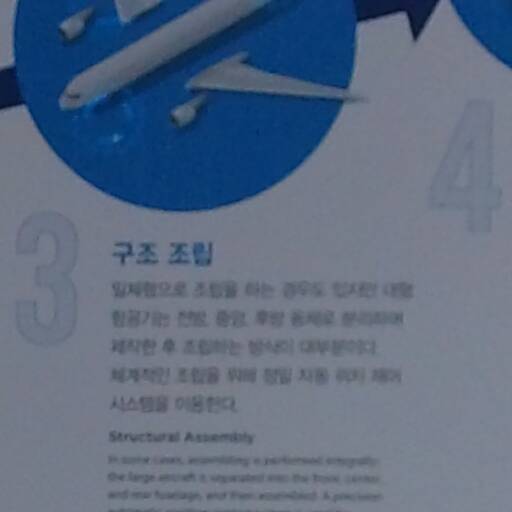 3
4
구조 조립
일체형으로 조립을 하는 경우도 있지만 대형
항공기는 전방, 중앙, 후방 동체로 분리하여
제작한 후 조립하는 방식이 대부분이다.
체계적인 조립을 위해 정밀 자동 위치 제어
시스템을 이용한다.
Structural Assembly
In some cases, assembling is performed integrally;
the large aircraft is separated into the front, center,
and rear fuselage, and then assembled. A precision